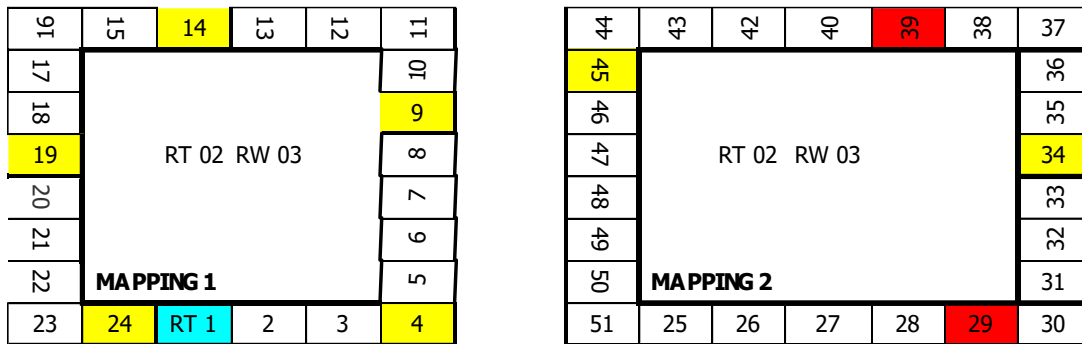 16 15 14 13 12 11
17 10
18 9
19 RT 02 RW 03 8
20 7
21 6
22 MAPPING 1 5
23 24 RT 1 2 3 4
44 43 42 40 39 38 37
45 36
46 35
47 RT 02 RW 03 34
48 33
49 32
50 MAPPING 2 31
51 25 26 27 28 29 30